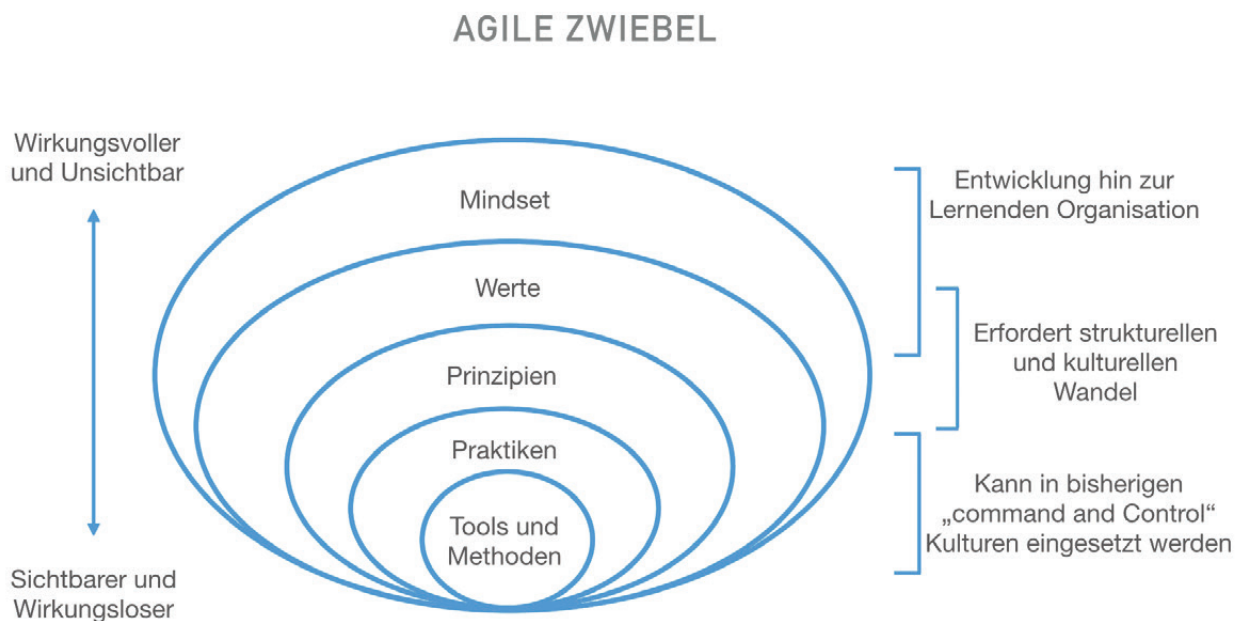 AGILE ZWIEBEL
Wirkungsvoller
und Unsichtbar
Sichtbarer und
Wirkungsloser
Mindset
Werte
Prinzipien
Praktiken
Tools und
Methoden
Entwicklung hin zur
Lernenden Organisation
Erfordert strukturellen
und kulturellen
Wandel
Kann in bisherigen
„command and Control“
Kulturen eingesetzt werden